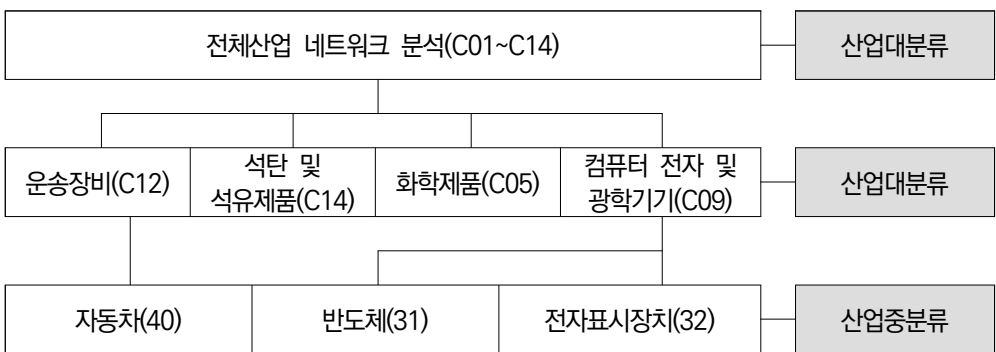 전체산업 네트워크 분석(C01~C14)
산업대분류
운송장비(C12)
석탄 및
석유제품(C14)
화학제품(C05)
컴퓨터 전자 및
광학기기(C09)
산업대분류
자동차(40)
반도체(31)
전자표시장치(32)
산업중분류